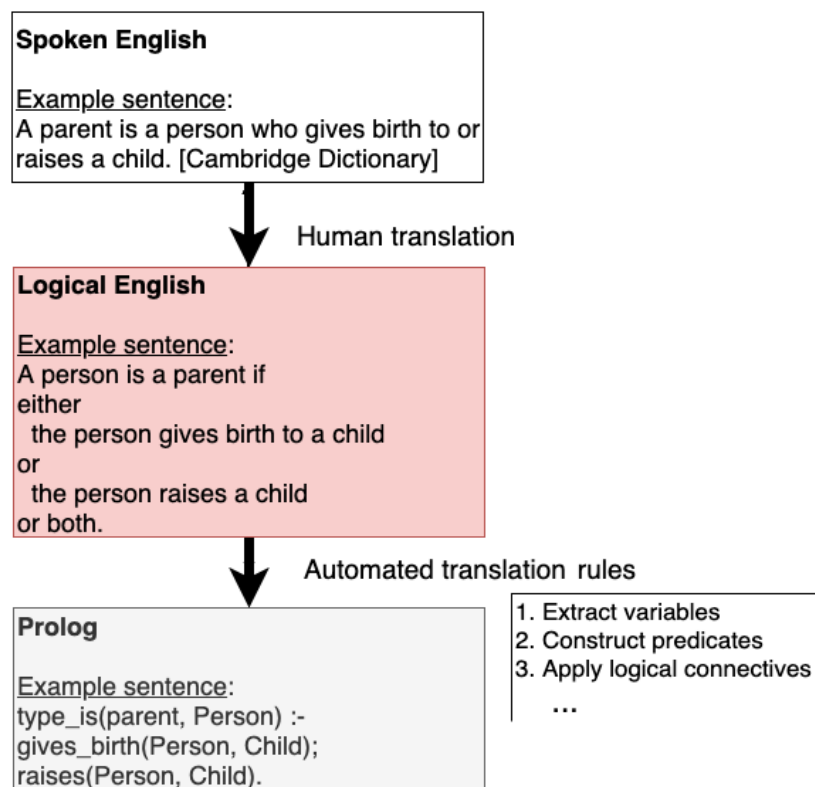 Spoken English
Example sentence:
A parent is a person who gives birth to or
raises a child. [Cambridge Dictionary]
Human translation
Logical English
Example sentence:
A person is a parent if
either
the person gives birth to a child
or
the person raises a child
or both.
Automated translation rules
1. Extract variables
2. Construct predicates
3. Apply logical connectives
...
Prolog
Example sentence:
type_is(parent, Person) :-
gives_birth(Person, Child);
raises(Person, Child).